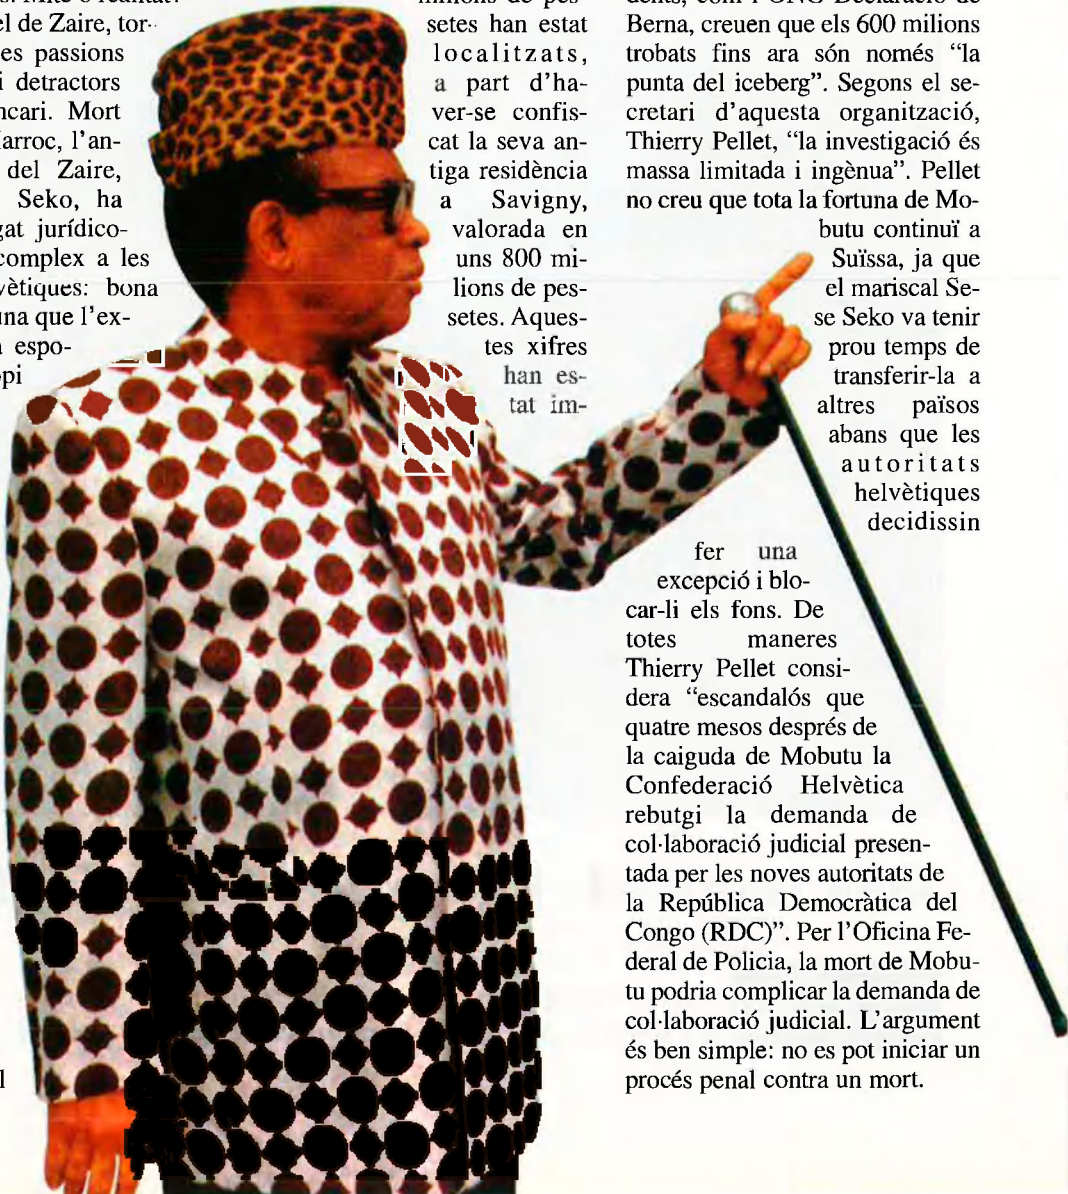 el de Zaire, tor-
es passions
i detractors
Mort
l'an-
del Zaire,
Seko, ha
jurídico-
complex a les
bona
que l'ex-
espo-
setes han estat
localitzats,
a part d'ha-
ver-se confis-
cat la seva an-
tiga residència
a Savigny,
valorada en
uns 800 mi-
lions de pes-
setes. Aques-
tes xifres
han es-
tat im-
Berna, creuen que els 600 milions
trobats fins ara són només “la
punta del iceberg”. Segons el se-
cretari d'aquesta organització,
Thierry Pellet, “la investigació és
massa limitada i ingènua”. Pellet
no creu que tota la fortuna de Mo-
butu continuï a
Suïssa, ja que
el mariscal Se-
se Seko va tenir
prou temps de
transferir-la a
altres països
abans que les
autoritats
helvètiques
decidissin
fer una
excepció i blo-
car-li els fons. De
totes maneres
Thierry Pellet consi-
dera “escandalós que
quatre mesos després de
la caiguda de Mobutu la
Confederació Helvètica
rebutgi la demanda de
col·laboració judicial presen-
tada per les noves autoritats de
la República Democràtica del
Congo (RDC)”. Per l'Oficina Fe-
deral de Policia, la mort de Mobu-
tu podria complicar la demanda de
col·laboració judicial. L'argument
és ben simple: no es pot iniciar un
procés penal contra un mort.